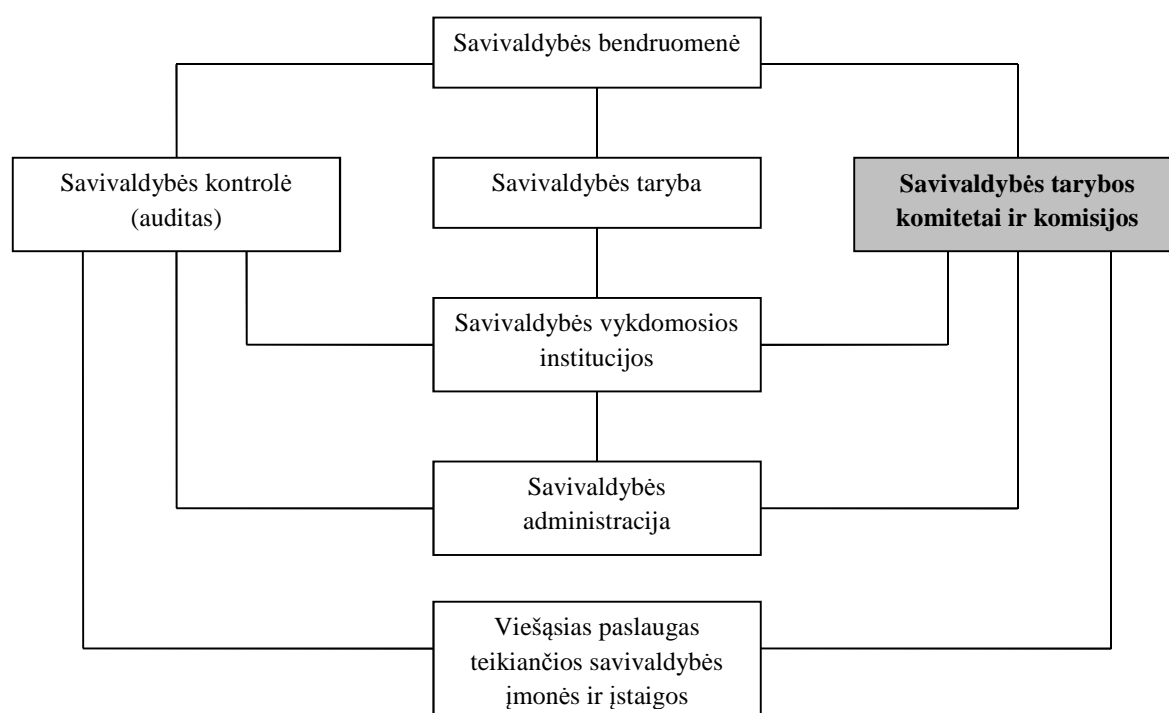 Savivaldybės bendruomenė
Savivaldybės kontrolė
(auditas)
Savivaldybės taryba
Savivaldybės tarybos
komitetai ir komisijos
Savivaldybės vykdomosios
institucijos
Savivaldybės
administracija
Viešąsias paslaugas
teikiančios savivaldybės
įmonės ir įstaigos